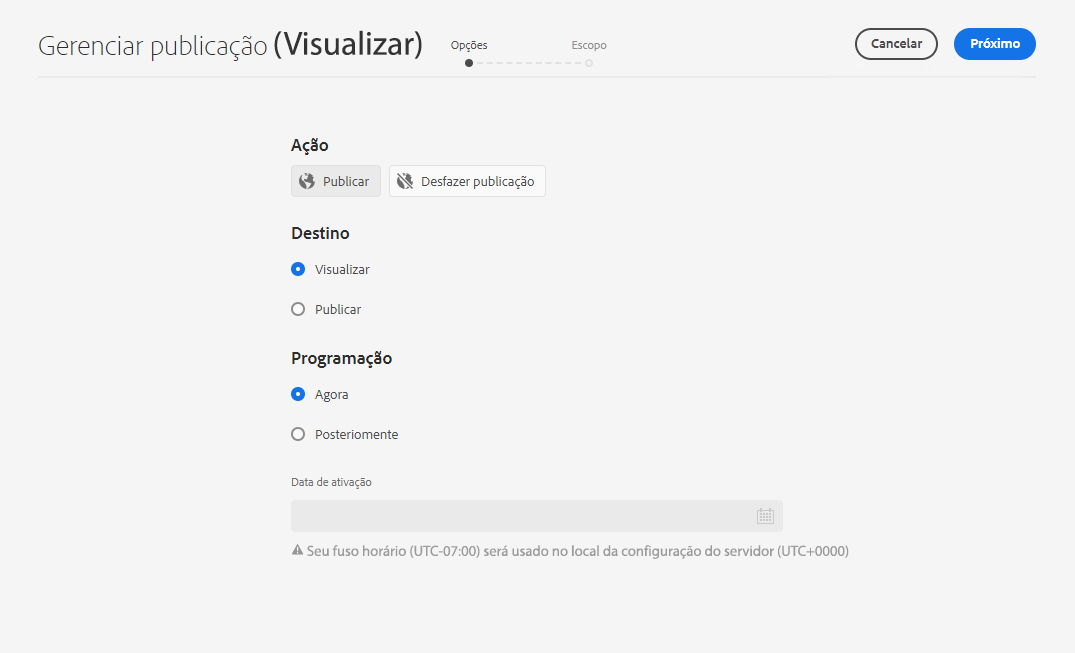 Gerenciar publicação (Visualizar)
Opções
Escopo
Cancelar
Próximo
Ação
Publicar
Desfazer publicação
Destino
Visualizar
Publicar
Programação
Agora
Posteriomente
Data de ativação
Seu fuso horário (UTC-07:00) será usado no local da configuração do servidor (UTC+0000)